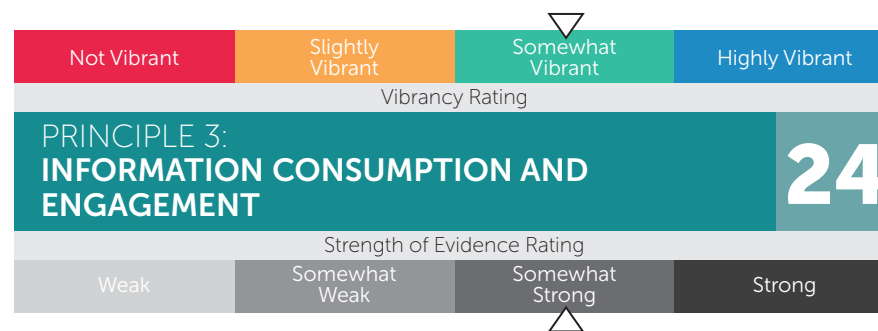 Not Vibrant
Slightly
Vibrant
Somewhat
Vibrant
Highly Vibrant
Vibrancy Rating
PRINCIPLE 3:
INFORMATION CONSUMPTION AND
ENGAGEMENT
24
Strength of Evidence Rating
Weak
Somewhat
Weak
Somewhat
Strong
Strong